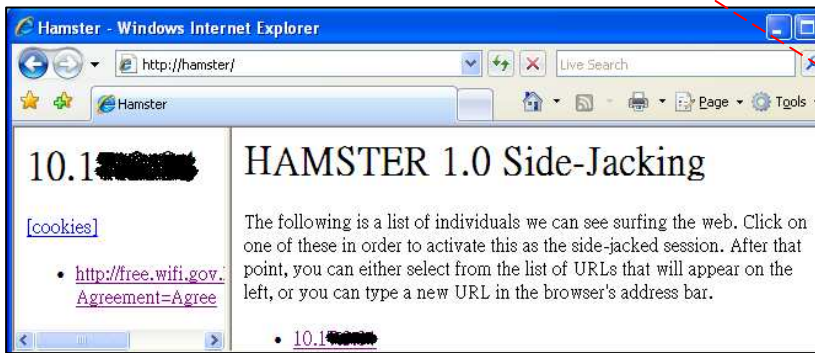 Hamster - Windows Internet Explorer
http://hamster/
Live Search
Hamster
Page
Tools
10.1
[cookies]
http://free.wifi.gov.
Agreement=Agree
HAMSTER 1.0 Side-Jacking
The following is a list of individuals we can see surfing the web. Click on
one of these in order to activate this as the side-jacked session. After that
point, you can either select from the list of URLs that will appear on the
left, or you can type a new URL in the browser's address bar.
10.1